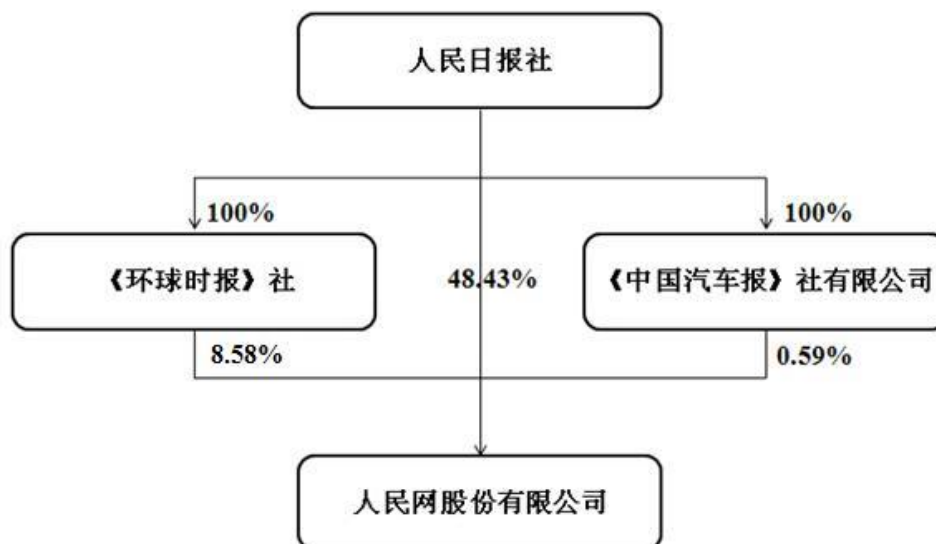 人民日报社
100%
100%
《环球时报》社
48.43%
《中国汽车报》社有限公司
8.58%
0.59%
人民网股份有限公司